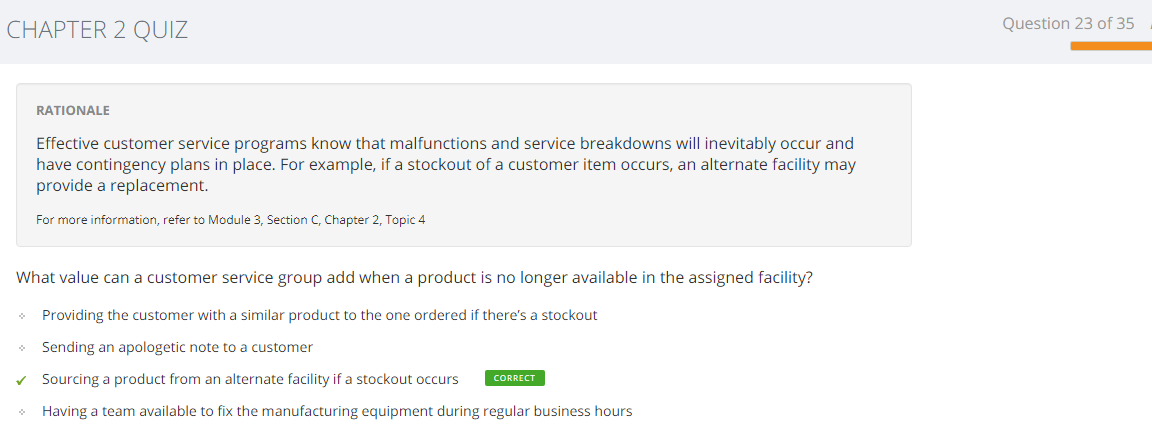 CHAPTER 2 QUIZ
Question 23 of 35
RATIONALE
Effective customer service programs know that malfunctions and service breakdowns will inevitably occur and
have contingency plans in place. For example, if a stockout of a customer item occurs, an alternate facility may
provide a replacement.
For more information, refer to Module 3, Section C, Chapter 2, Topic 4
What value can a customer service group add when a product is no longer available in the assigned facility?
Providing the customer with a similar product to the one ordered if there's a stockout
Sending an apologetic note to a customer
Sourcing a product from an alternate facility if a stockout occurs CORRECT
Having a team available to fix the manufacturing equipment during regular business hours